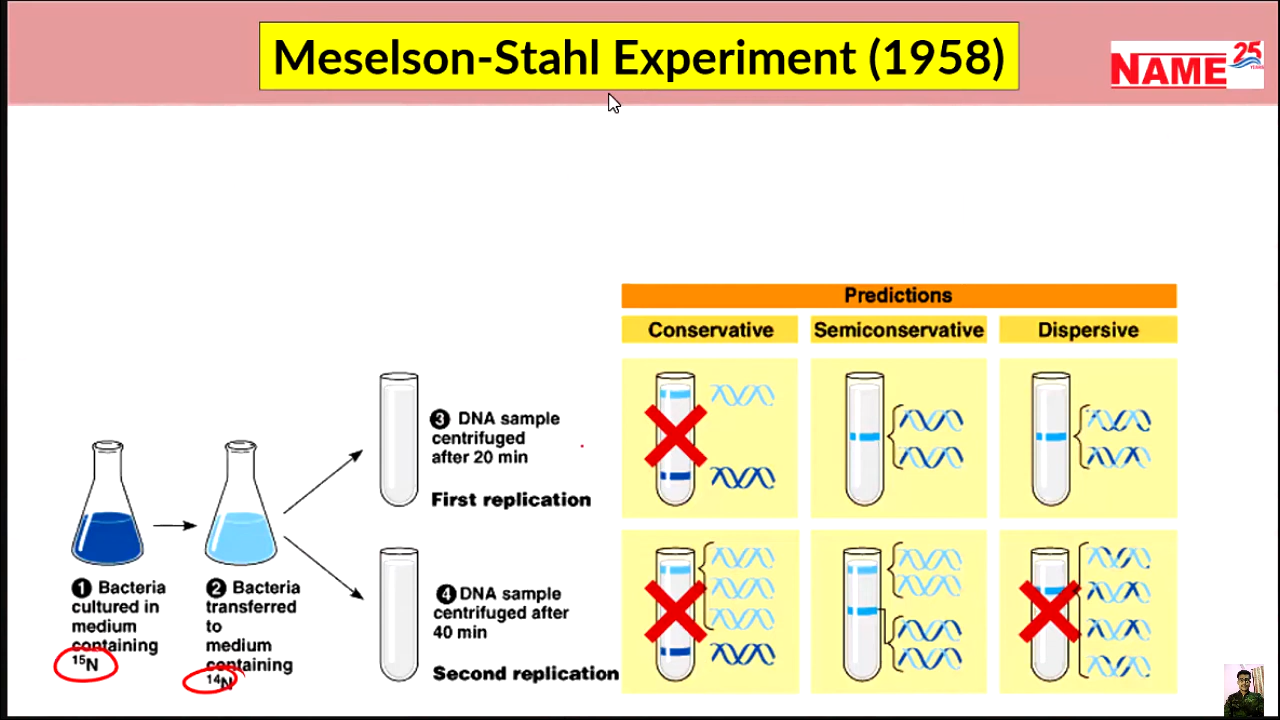 Meselson-Stahl Experiment (1958)
NAME 25
YEARS
Predictions
Conservative
Semiconservative
Dispersive
3 DNA sample
centrifuged
after 20 min
First replication
1 Bacteria
cultured in
medium
containing
¹⁵N
2 Bacteria
transferred
to
medium
containing
¹⁴N
4 DNA sample
centrifuged after
40 min
Second replication